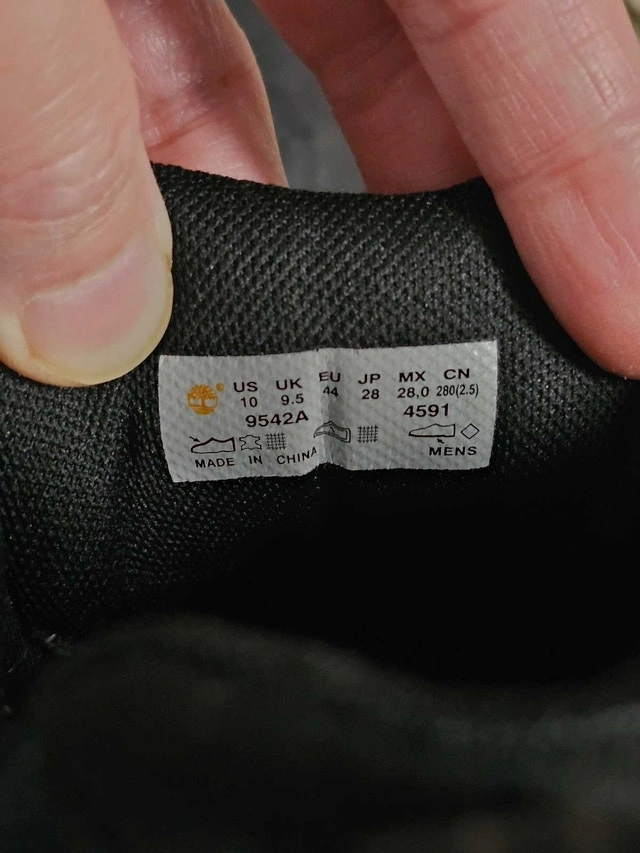 US UK EU JP MX CN
10 9.5 44 28 28,0 280(2.5)
9542A 4591
MADE IN CHINA MENS